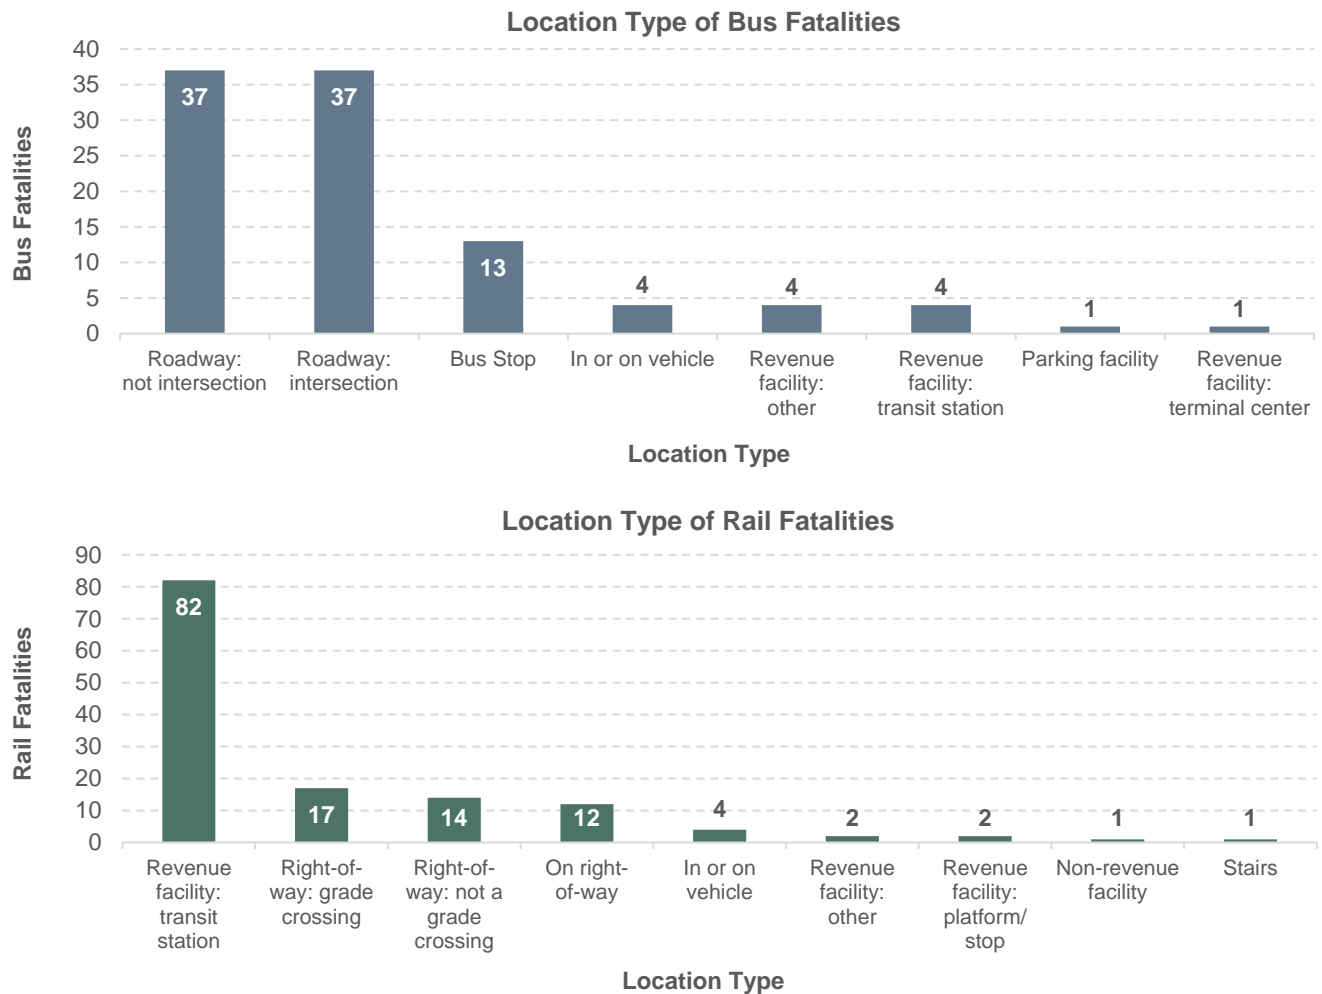 Location Type of Bus Fatalities
Bus Fatalities
40
35
30
25
20
15
10
5
0
37
37
13
4
4
4
1
1
Roadway:
not intersection
Roadway:
intersection
Bus Stop
In or on vehicle
Revenue
facility:
other
Revenue
facility:
transit station
Parking facility
Revenue
facility:
terminal center
Location Type
Location Type of Rail Fatalities
Rail Fatalities
90
80
70
60
50
40
30
20
10
0
82
17
14
12
4
2
2
1
1
Revenue
facility:
transit
station
Right-of-
way: grade
crossing
Right-of-
way: not a
grade
crossing
On right-
of-way
In or on
vehicle
Revenue
facility:
other
Revenue
facility:
platform/
stop
Non-revenue
facility
Stairs
Location Type